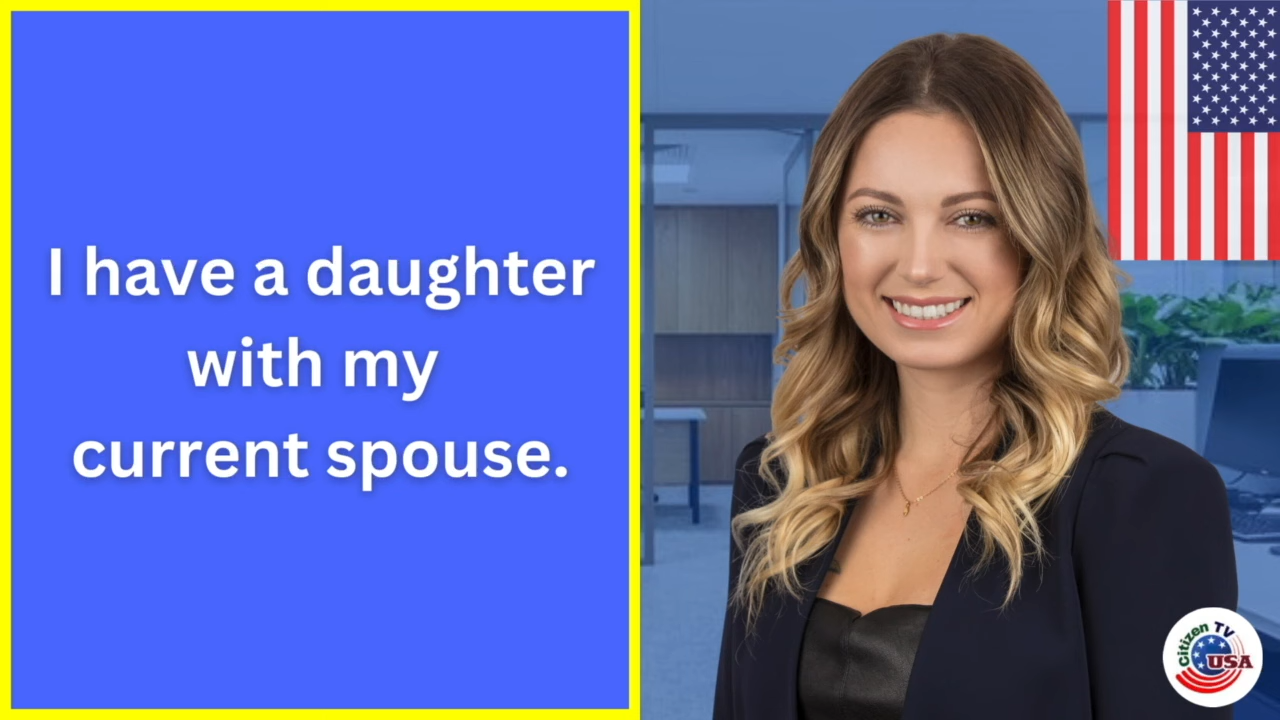 I have a daughter
with my
current spouse.
Citizen TV
USA